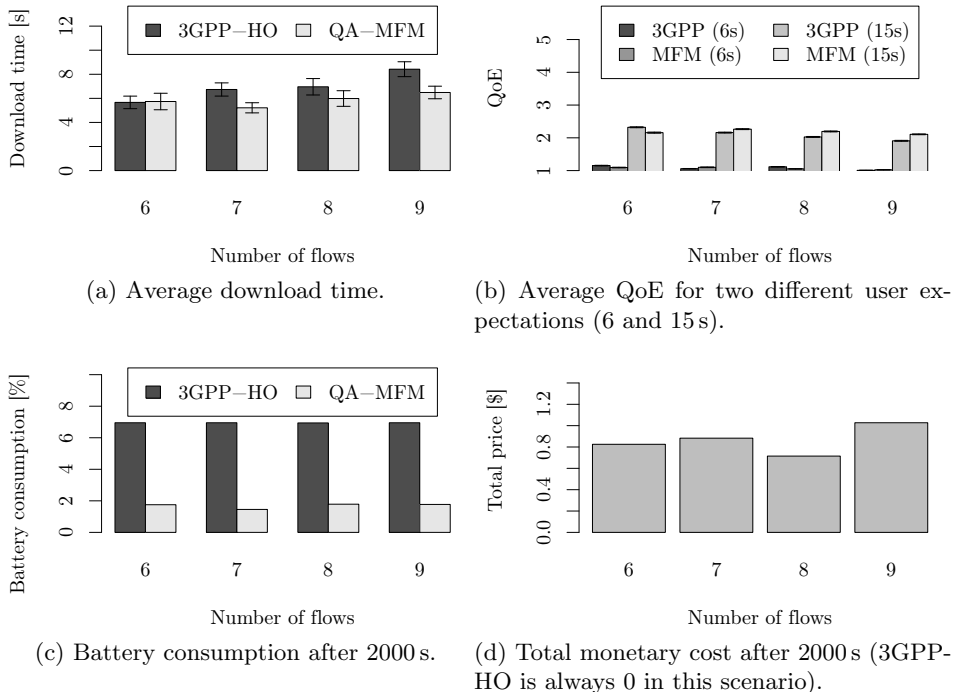 Download time [s]
0 4 8 12
3GPP−HO QA−MFM
6 7 8 9
Number of flows
(a) Average download time.
QoE
1 2 3 4 5
3GPP (6s) 3GPP (15s)
MFM (6s) MFM (15s)
6 7 8 9
Number of flows
(b) Average QoE for two different user ex-
pectations (6 and 15 s).
Battery consumption [%]
0 2 4 6 8
3GPP−HO QA−MFM
6 7 8 9
Number of flows
(c) Battery consumption after 2000 s.
Total price [$]
0.0 0.4 0.8 1.2
6 7 8 9
Number of flows
(d) Total monetary cost after 2000 s (3GPP-
HO is always 0 in this scenario).